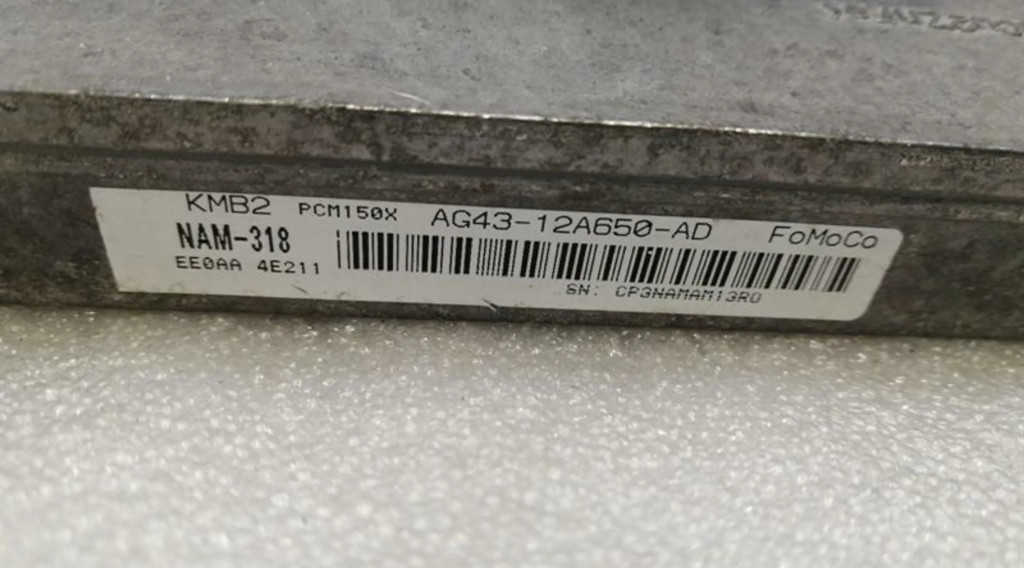 KMB2 PCM150X AG43-12A650-AD FoMoCo
NAM-318
EE0AA 4E211
SN: CP3NAMAM13R0